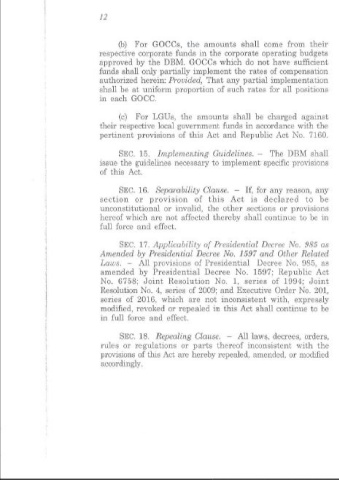 12
(b) For GOCCs, the amounts shall come from their
respective corporate funds in the corporate operating budgets
approved by the DBM. GOCCs which do not have sufficient
funds shall only partially implement the rates of compensation
authorized herein: Provided, That any partial implementation
shall be at uniform proportion of such rates for all positions
in each GOCC.
(c) For LGUs, the amounts shall be charged against
their respective local government funds in accordance with the
pertinent provisions of this Act and Republic Act No. 7160.
SEC. 15. Implementing Guidelines. – The DBM shall
issue the guidelines necessary to implement specific provisions
of this Act.
SEC. 16. Separability Clause. – If, for any reason, any
section or provision of this Act is declared to be
unconstitutional or invalid, the other sections or provisions
hereof which are not affected thereby shall continue to be in
full force and effect.
SEC. 17. Applicability of Presidential Decree No. 985 as
Amended by Presidential Decree No. 1597 and Other Related
Laws. – All provisions of Presidential Decree No. 985, as
amended by Presidential Decree No. 1597; Republic Act
No. 6758; Joint Resolution No. 1, series of 1994; Joint
Resolution No. 4, series of 2009; and Executive Order No. 201,
series of 2016, which are not inconsistent with, expressly
modified, revoked or repealed in this Act shall continue to be
in full force and effect.
SEC. 18. Repealing Clause. – All laws, decrees, orders,
rules or regulations or parts thereof inconsistent with the
provisions of this Act are hereby repealed, amended, or modified
accordingly.